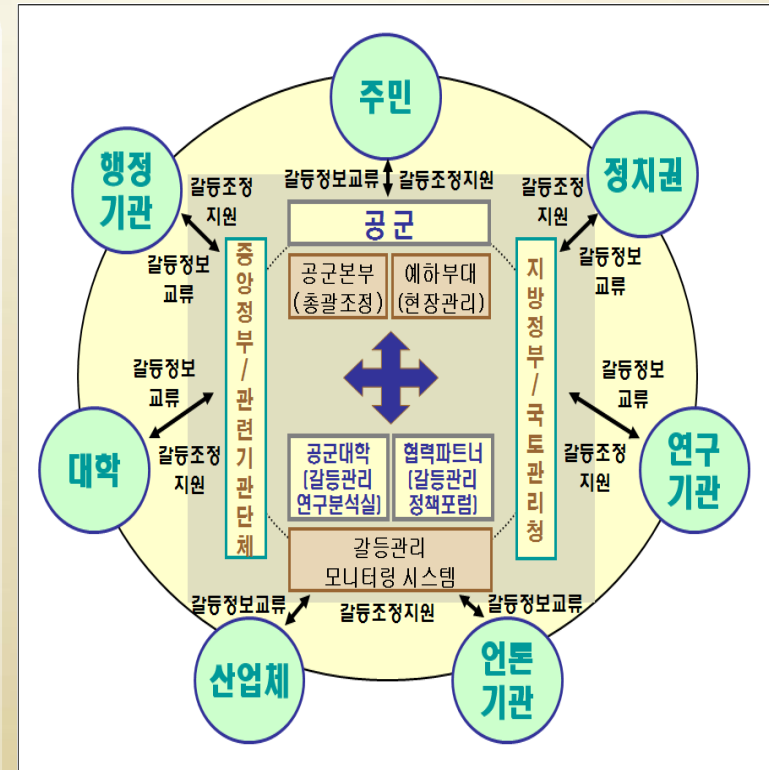 주민
행정
기관
정치권
갈등조정
지원
갈등정보교류
갈등조정지원
갈등조정
지원
공군
갈등정보
교류
갈등정보
교류
중앙정부/관련기관단체
공군본부
(총괄조정)
예하부대
(현장관리)
지방정부/국토관리청
갈등정보
교류
갈등정보
교류
대학
갈등조정
지원
공군대학
(갈등관리
연구분석실)
협력파트너
(갈등관리
정책포럼)
갈등조정
지원
연구
기관
갈등관리
모니터링 시스템
갈등정보교류
갈등조정지원
갈등정보교류
산업체
언론
기관